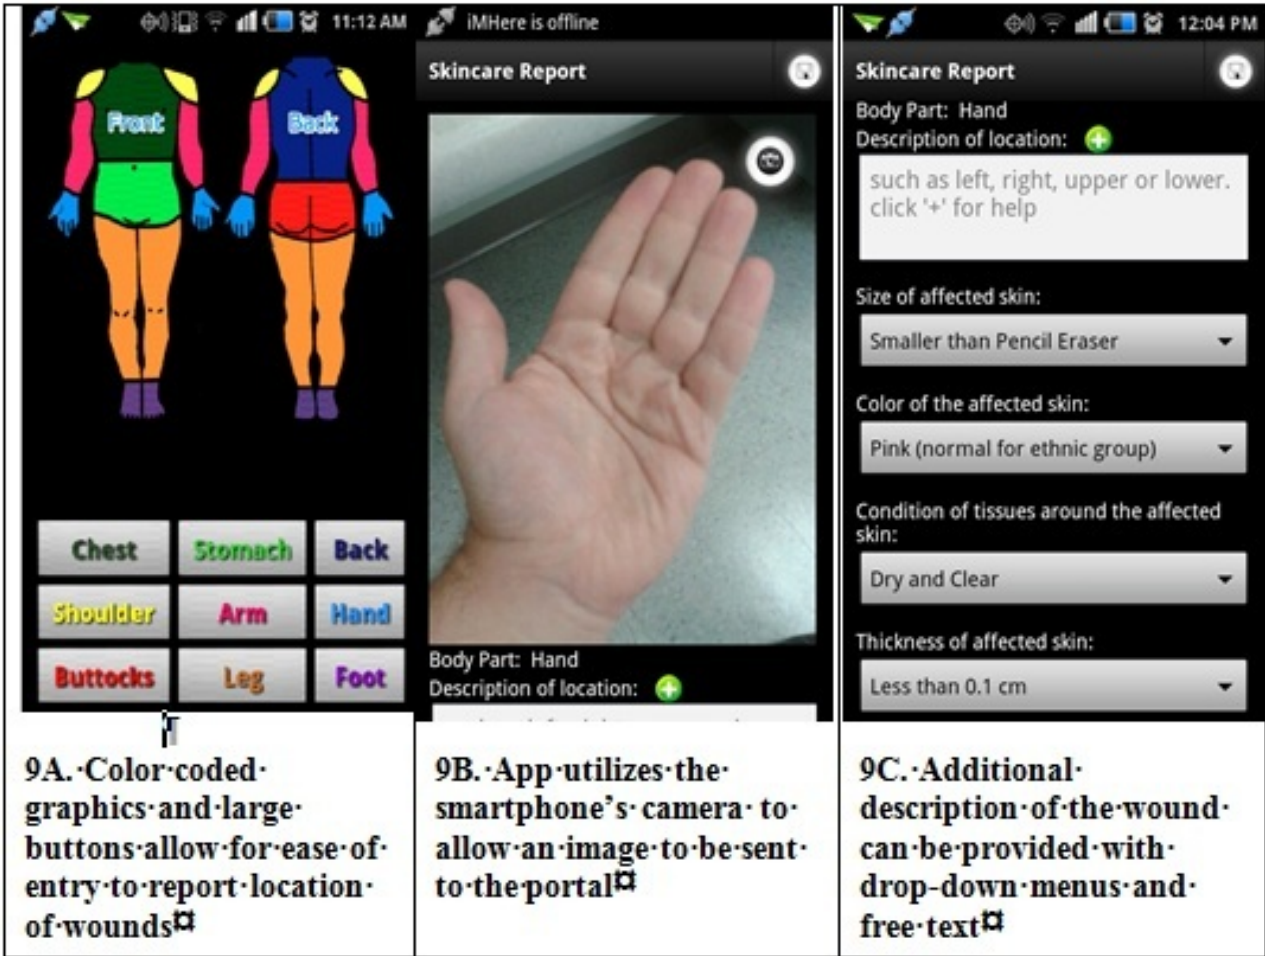 11:12 AM
Front
Back
Chest
Stomach
Back
Shoulder
Arm
Hand
Buttocks
Leg
Foot
9A.·Color·coded·
graphics·and·large·
buttons·allow·for·ease·of·
entry·to·report·location·
of·wounds¤
iMHere is offline
Skincare Report
Body Part: Hand
Description of location:
9B.·App·utilizes·the·
smartphone’s·camera·to·
allow·an·image·to·be·sent·
to·the·portal¤
12:04 PM
Skincare Report
Body Part: Hand
Description of location:
such as left, right, upper or lower.
click '+' for help
Size of affected skin:
Smaller than Pencil Eraser
Color of the affected skin:
Pink (normal for ethnic group)
Condition of tissues around the affected
skin:
Dry and Clear
Thickness of affected skin:
Less than 0.1 cm
9C.·Additional·
description·of·the·wound·
can·be·provided·with·
drop-down·menus·and·
free·text¤